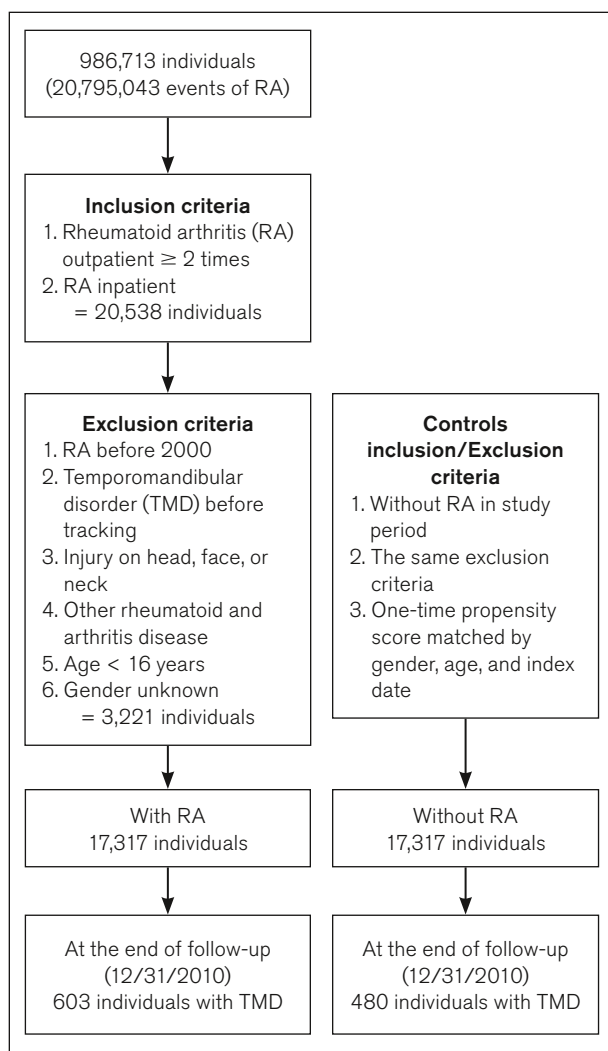 986,713 individuals
(20,795,043 events of RA)
Inclusion criteria
1. Rheumatoid arthritis (RA)
outpatient ≥ 2 times
2. RA inpatient
= 20,538 individuals
Exclusion criteria
1. RA before 2000
2. Temporomandibular
disorder (TMD) before
tracking
3. Injury on head, face, or
neck
4. Other rheumatoid and
arthritis disease
5. Age < 16 years
6. Gender unknown
= 3,221 individuals
Controls
inclusion/Exclusion
criteria
1. Without RA in study
period
2. The same exclusion
criteria
3. One-time propensity
score matched by
gender, age, and index
date
With RA
17,317 individuals
Without RA
17,317 individuals
At the end of follow-up
(12/31/2010)
603 individuals with TMD
At the end of follow-up
(12/31/2010)
480 individuals with TMD